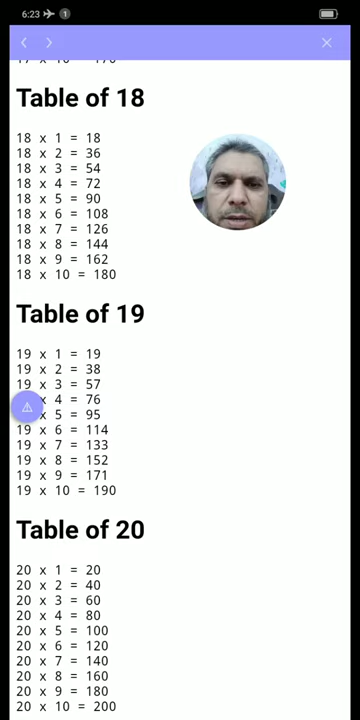 6:23 1
Table of 18
18 x 1 = 18
18 x 2 = 36
18 x 3 = 54
18 x 4 = 72
18 x 5 = 90
18 x 6 = 108
18 x 7 = 126
18 x 8 = 144
18 x 9 = 162
18 x 10 = 180
Table of 19
19 x 1 = 19
19 x 2 = 38
19 x 3 = 57
x 4 = 76
x 5 = 95
19 x 6 = 114
19 x 7 = 133
19 x 8 = 152
19 x 9 = 171
19 x 10 = 190
Table of 20
20 x 1 = 20
20 x 2 = 40
20 x 3 = 60
20 x 4 = 80
20 x 5 = 100
20 x 6 = 120
20 x 7 = 140
20 x 8 = 160
20 x 9 = 180
20 x 10 = 200